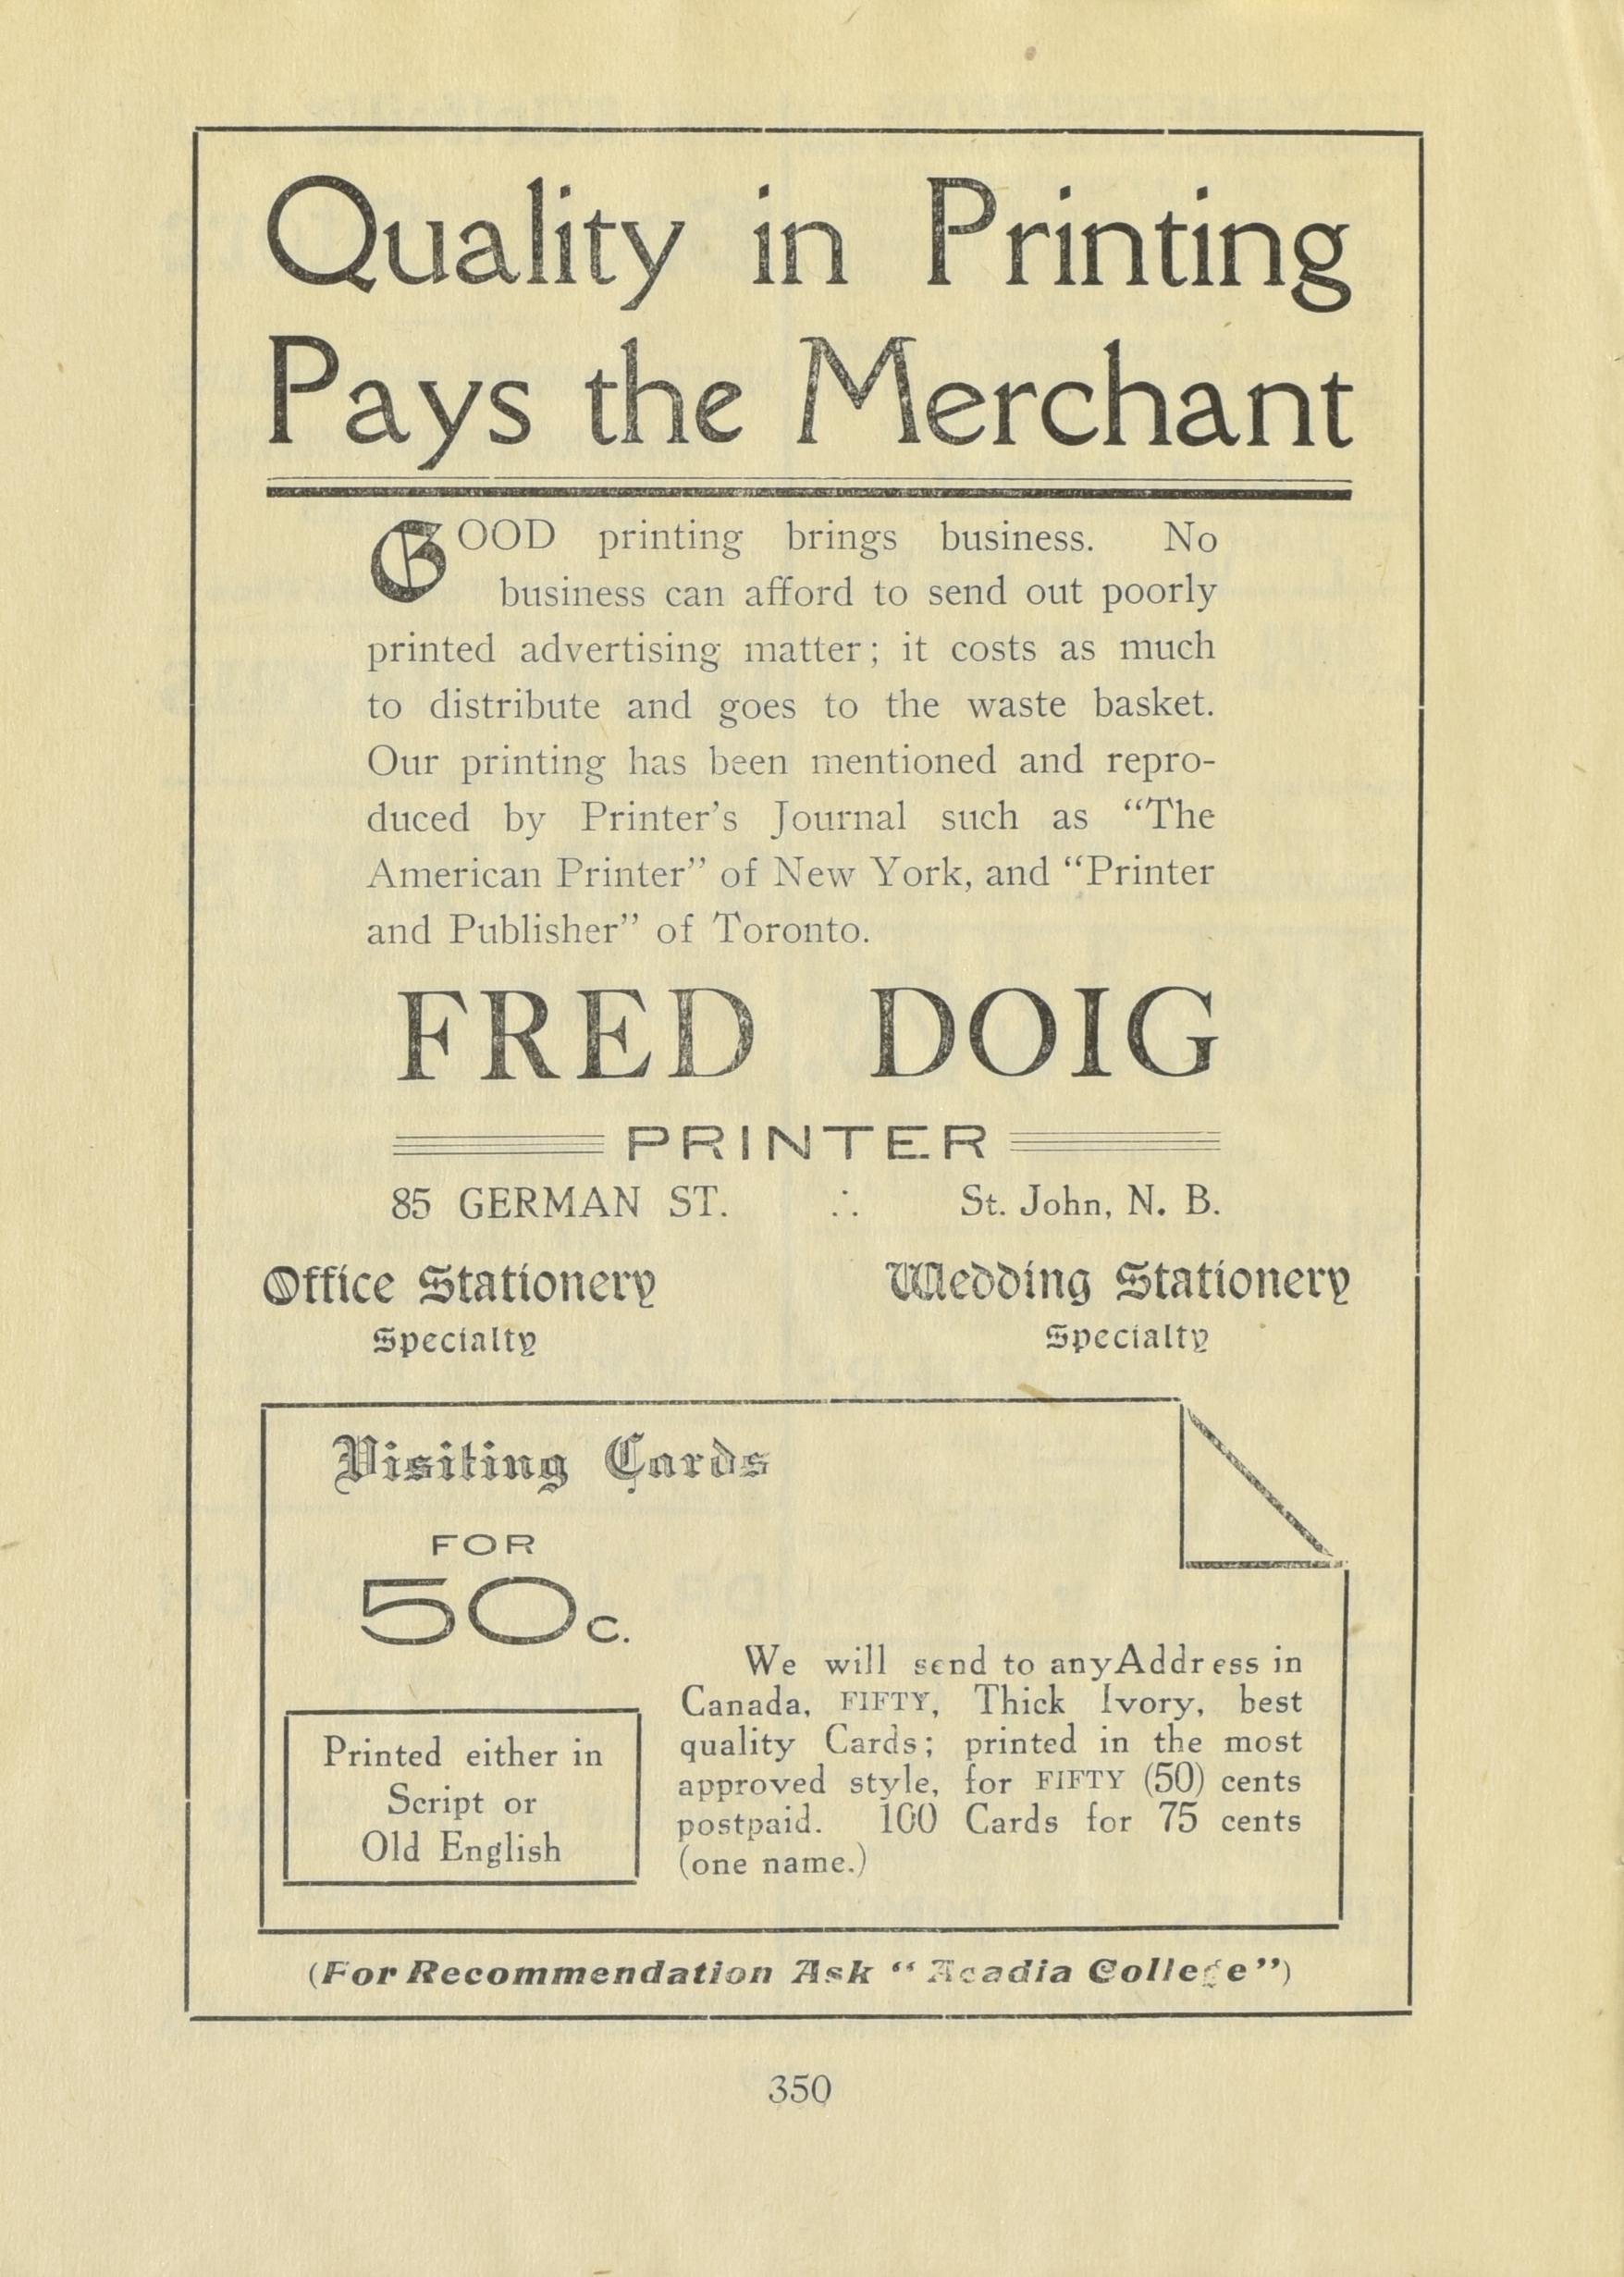 Quality in Printing
Pays the Merchant
GOOD printing brings business. No
business can afford to send out poorly
printed advertising matter; it costs as much
to distribute and goes to the waste basket.
Our printing has been mentioned and repro-
duced by Printer's Journal such as "The
American Printer" of New York, and "Printer
and Publisher" of Toronto.
FRED DOIG
PRINTER
85 GERMAN ST. ∴ St. John, N. B.
Office Stationery
Specialty
Wedding Stationery
Specialty
Visiting Cards
FOR
50c.
Printed either in
Script or
Old English
We will send to anyAddress in
Canada, FIFTY, Thick Ivory, best
quality Cards; printed in the most
approved style, for FIFTY (50) cents
postpaid. 100 Cards for 75 cents
(one name.)
(For Recommendation Ask "Acadia College")
350